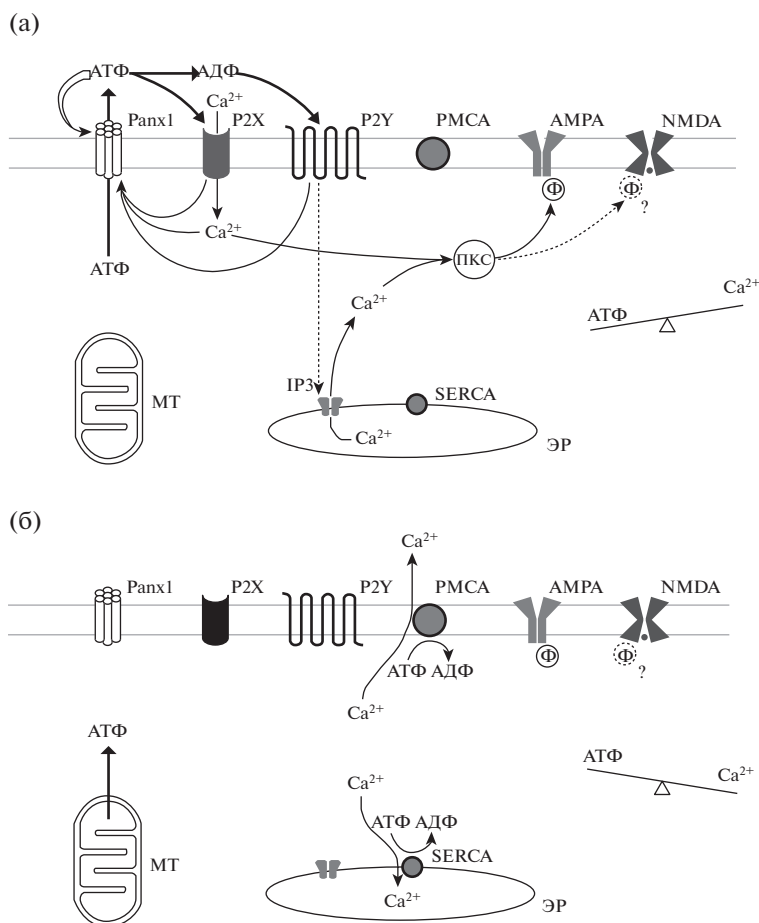 (а)
АТФ АДФ
Ca2+
Panx1 P2X P2Y PMCA AMPA NMDA
Ф Ф
?
Ca2+
АТФ
ПКС
Ca2+
Ca2+
АТФ
IP3
SERCA
МТ
Ca2+
ЭР
(б)
Ca2+
Panx1 P2X P2Y PMCA AMPA NMDA
Ф Ф
?
АТФ АДФ
Ca2+
АТФ
АТФ
Ca2+
Ca2+
АТФ АДФ
SERCA
МТ
Ca2+
ЭР